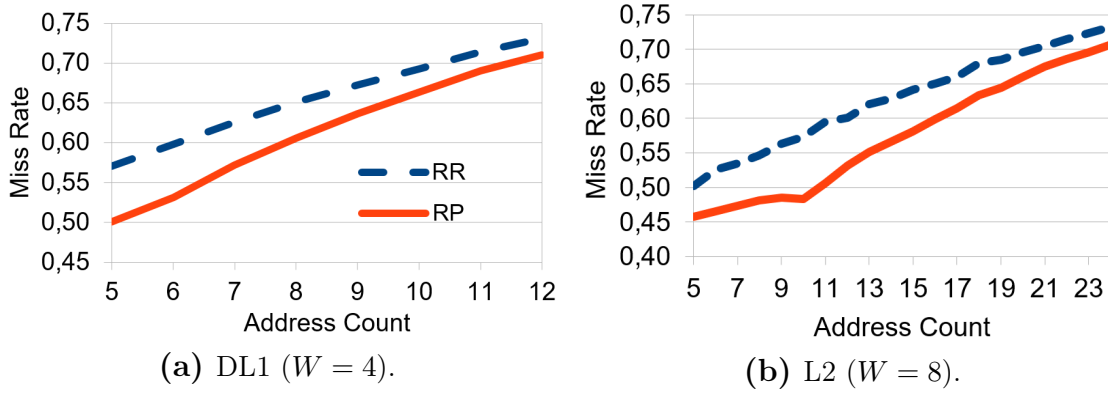 0,75
0,70
0,65
0,60
0,55
0,50
0,45
Miss Rate
RR
RP
5 6 7 8 9 10 11 12
Address Count
(a) DL1 (W = 4).
0,75
0,70
0,65
0,60
0,55
0,50
0,45
0,40
Miss Rate
5 7 9 11 13 15 17 19 21 23
Address Count
(b) L2 (W = 8).